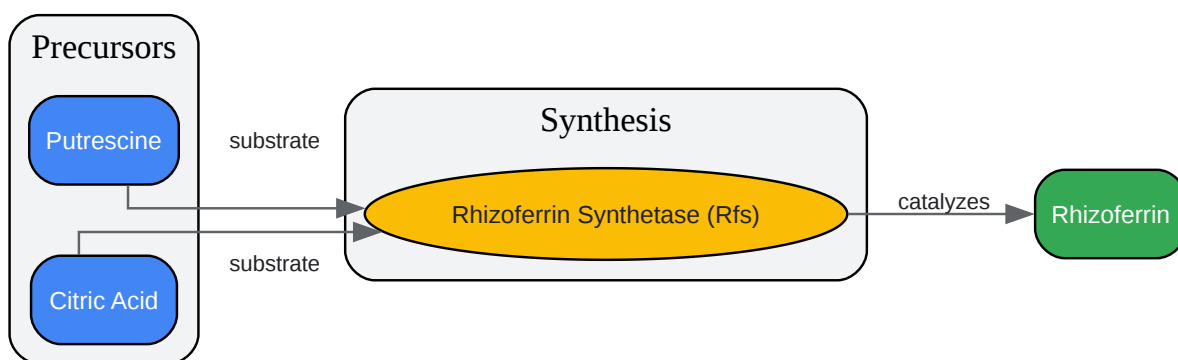 Precursors
Putrescine
substrate
Synthesis
Rhizoferrin Synthetase (Rfs)
catalyzes
Rhizoferrin
substrate
Citric Acid